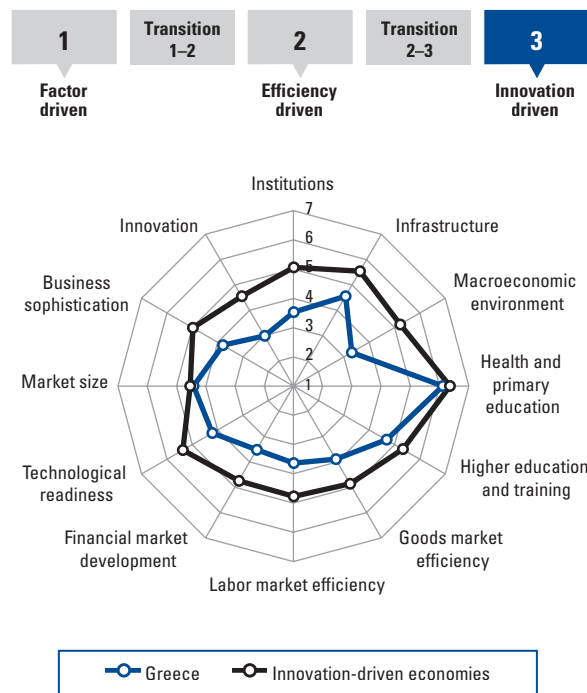 1
Transition
1–2
2
Transition
2–3
3
Factor
driven
Efficiency
driven
Innovation
driven
Institutions
7
6
5
4
3
2
1
Infrastructure
Macroeconomic
environment
Health and
primary
education
Higher education
and training
Goods market
efficiency
Labor market efficiency
Financial market
development
Technological
readiness
Market size
Business
sophistication
Innovation
Greece
Innovation-driven economies